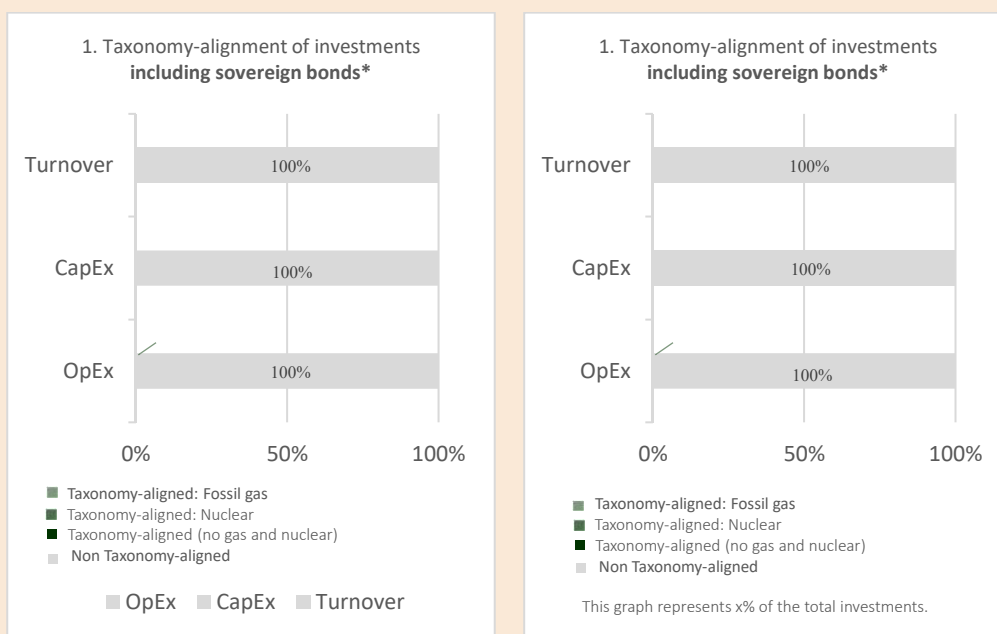 1. Taxonomy-alignment of investments
including sovereign bonds*
Turnover
100%
CapEx
100%
OpEx
100%
0%
50%
100%
Taxonomy-aligned: Fossil gas
Taxonomy-aligned: Nuclear
Taxonomy-aligned (no gas and nuclear)
Non Taxonomy-aligned
OpEx
CapEx
Turnover
1. Taxonomy-alignment of investments
including sovereign bonds*
Turnover
100%
CapEx
100%
OpEx
100%
0%
50%
100%
Taxonomy-aligned: Fossil gas
Taxonomy-aligned: Nuclear
Taxonomy-aligned (no gas and nuclear)
Non Taxonomy-aligned
This graph represents x% of the total investments.